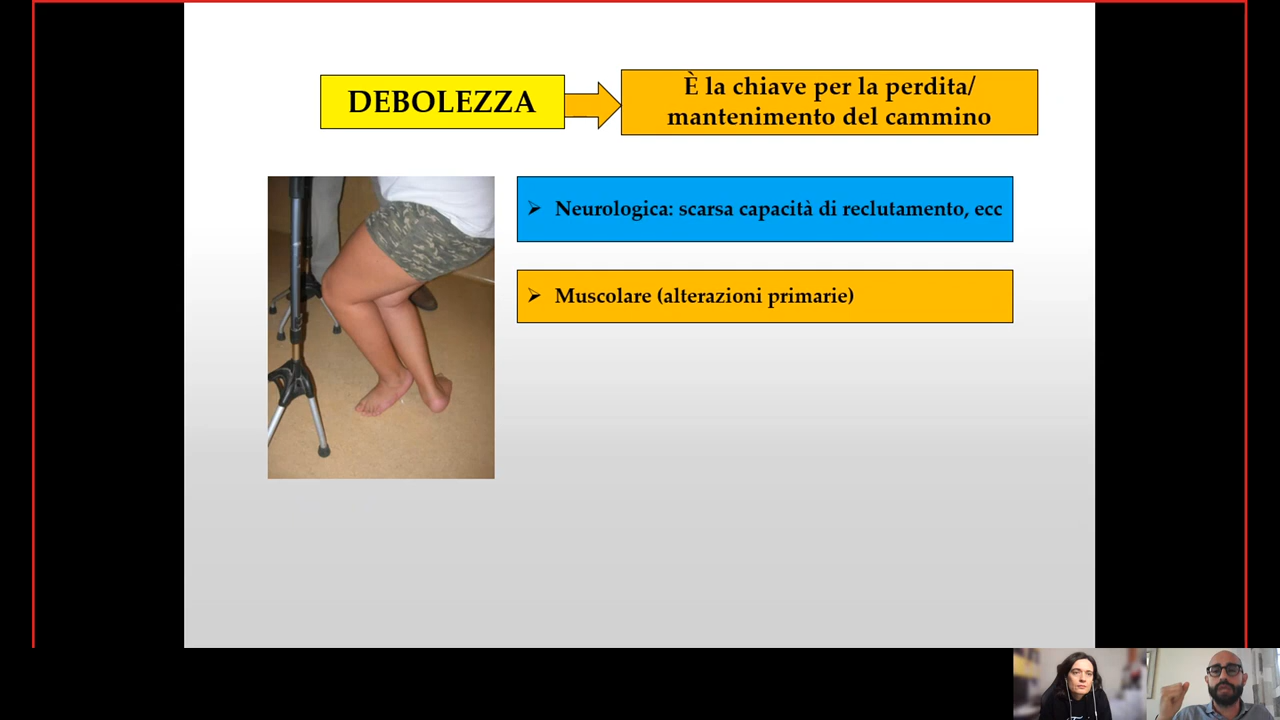 DEBOLEZZA
È la chiave per la perdita/
mantenimento del cammino
➢ Neurologica: scarsa capacità di reclutamento, ecc
➢ Muscolare (alterazioni primarie)